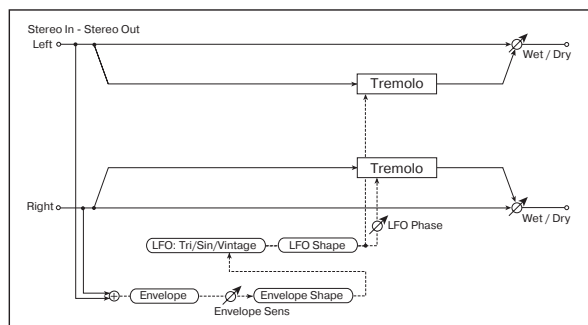 Stereo In - Stereo Out
Left
Wet / Dry
Tremolo
Tremolo
Right
Wet / Dry
LFO Phase
LFO: Tri/Sin/Vintage
LFO Shape
Envelope
Envelope Shape
Envelope Sens